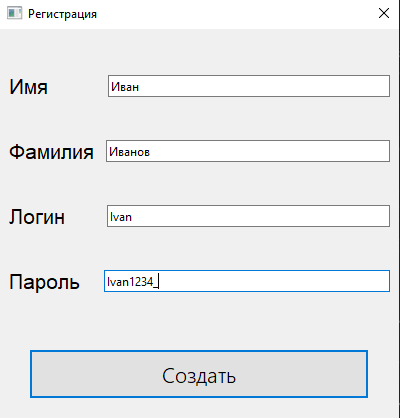 Регистрация
Имя Иван
Фамилия Иванов
Логин Ivan
Пароль Ivan1234_
Создать